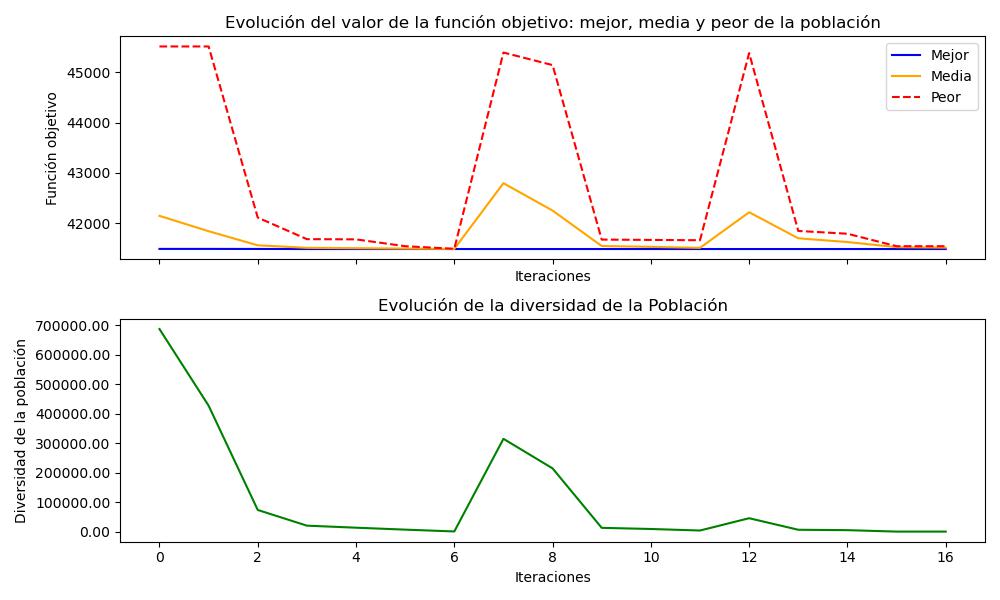 Evolución del valor de la función objetivo: mejor, media y peor de la población
45000
44000
43000
42000
Función objetivo
Mejor
Media
Peor
Iteraciones
Evolución de la diversidad de la Población
700000.00
600000.00
500000.00
400000.00
300000.00
200000.00
100000.00
0.00
Diversidad de la población
0 2 4 6 8 10 12 14 16
Iteraciones